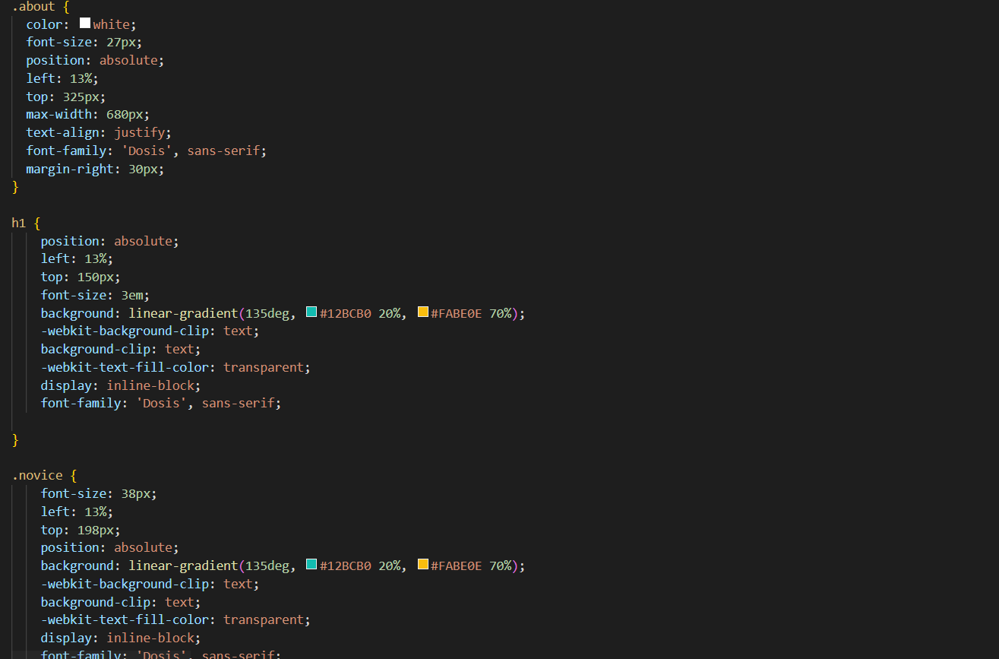 .about {
color: white;
font-size: 27px;
position: absolute;
left: 13%;
top: 325px;
max-width: 680px;
text-align: justify;
font-family: 'Dosis', sans-serif;
margin-right: 30px;
}
h1 {
position: absolute;
left: 13%;
top: 150px;
font-size: 3em;
background: linear-gradient(135deg, #12BCB0 20%, #FABE0E 70%);
-webkit-background-clip: text;
background-clip: text;
-webkit-text-fill-color: transparent;
display: inline-block;
font-family: 'Dosis', sans-serif;
}
.novice {
font-size: 38px;
left: 13%;
top: 198px;
position: absolute;
background: linear-gradient(135deg, #12BCB0 20%, #FABE0E 70%);
-webkit-background-clip: text;
background-clip: text;
-webkit-text-fill-color: transparent;
display: inline-block;
font-family: 'Dosis', sans-serif;